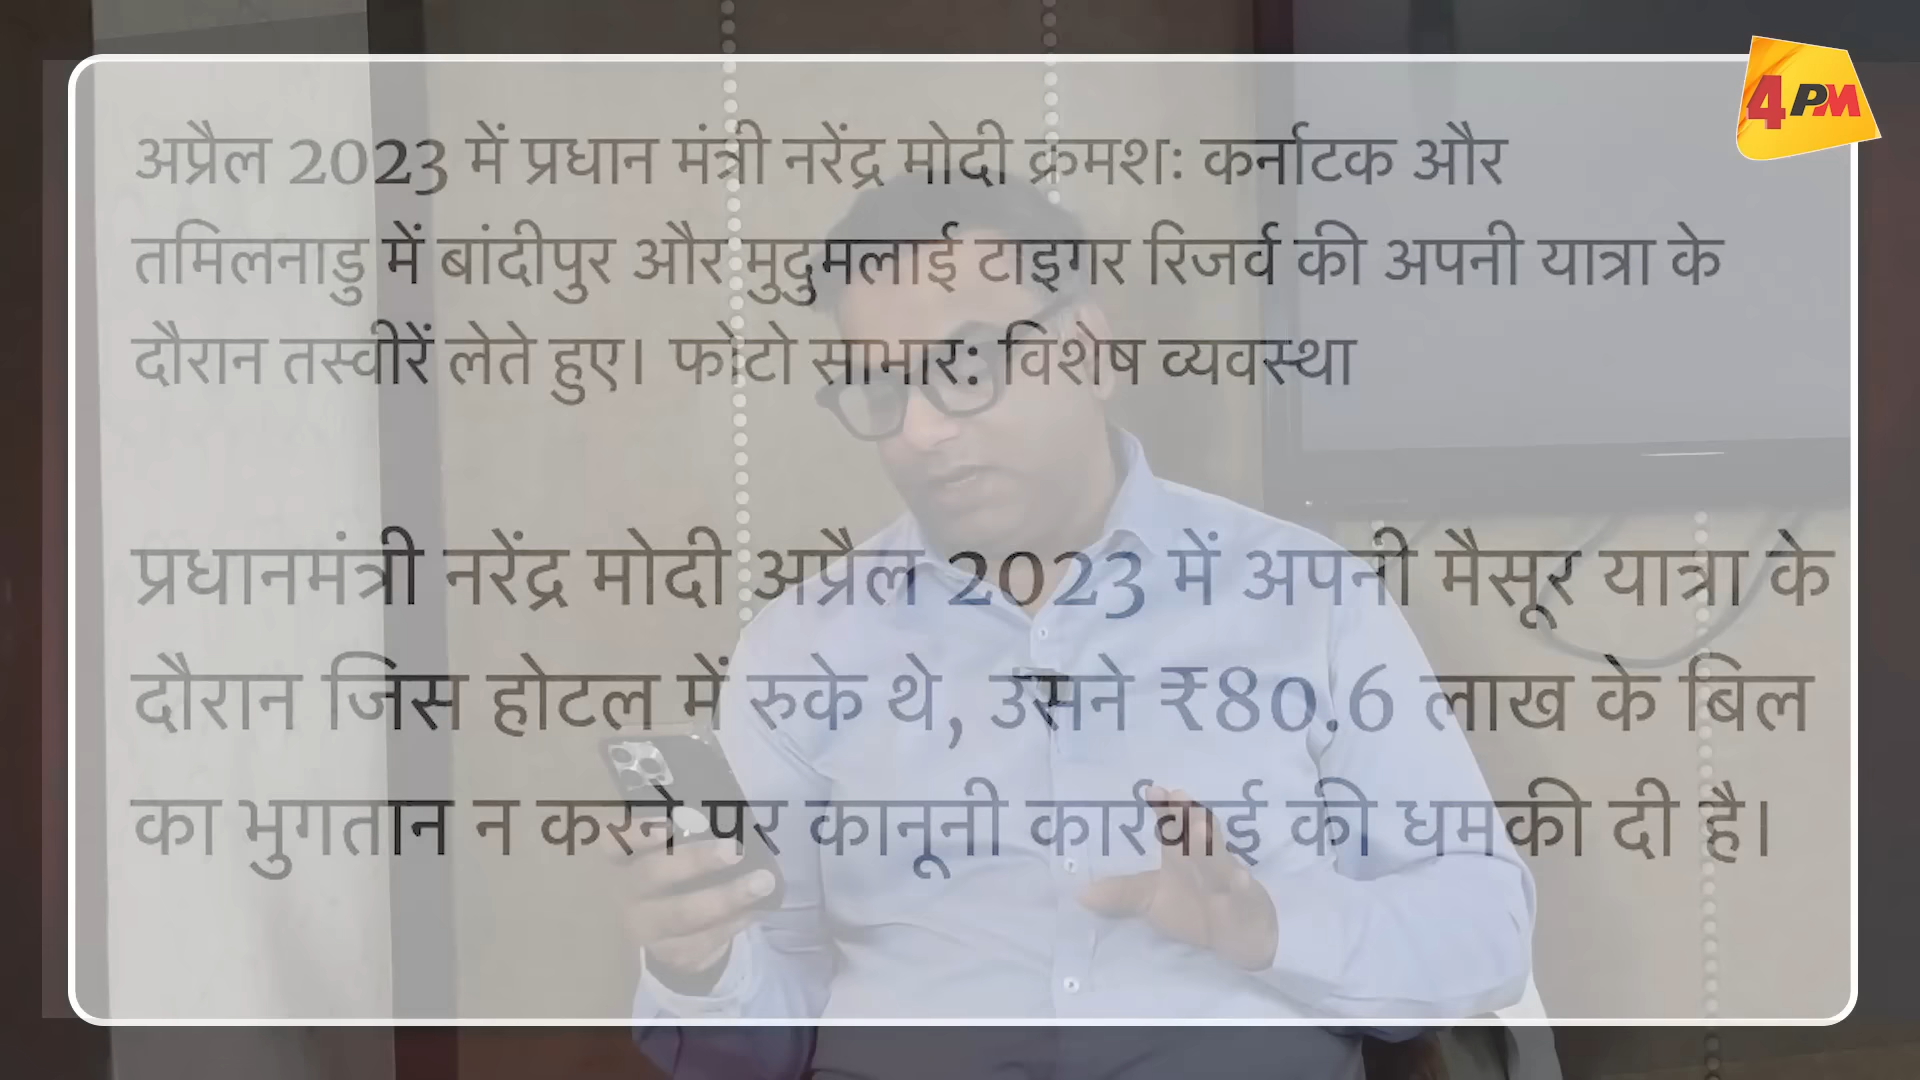 4PM
अप्रैल 2023 में प्रधान मंत्री नरेंद्र मोदी क्रमशः कर्नाटक और
तमिलनाडु में बांदीपुर और मुदुमलाई टाइगर रिजर्व की अपनी यात्रा के
दौरान तस्वीरें लेते हुए। फोटो साभार: विशेष व्यवस्था
प्रधानमंत्री नरेंद्र मोदी अप्रैल 2023 में अपनी मैसूर यात्रा के
दौरान जिस होटल में रुके थे, उसने ₹80.6 लाख के बिल
का भुगतान न करने पर कानूनी कार्रवाई की धमकी दी है।